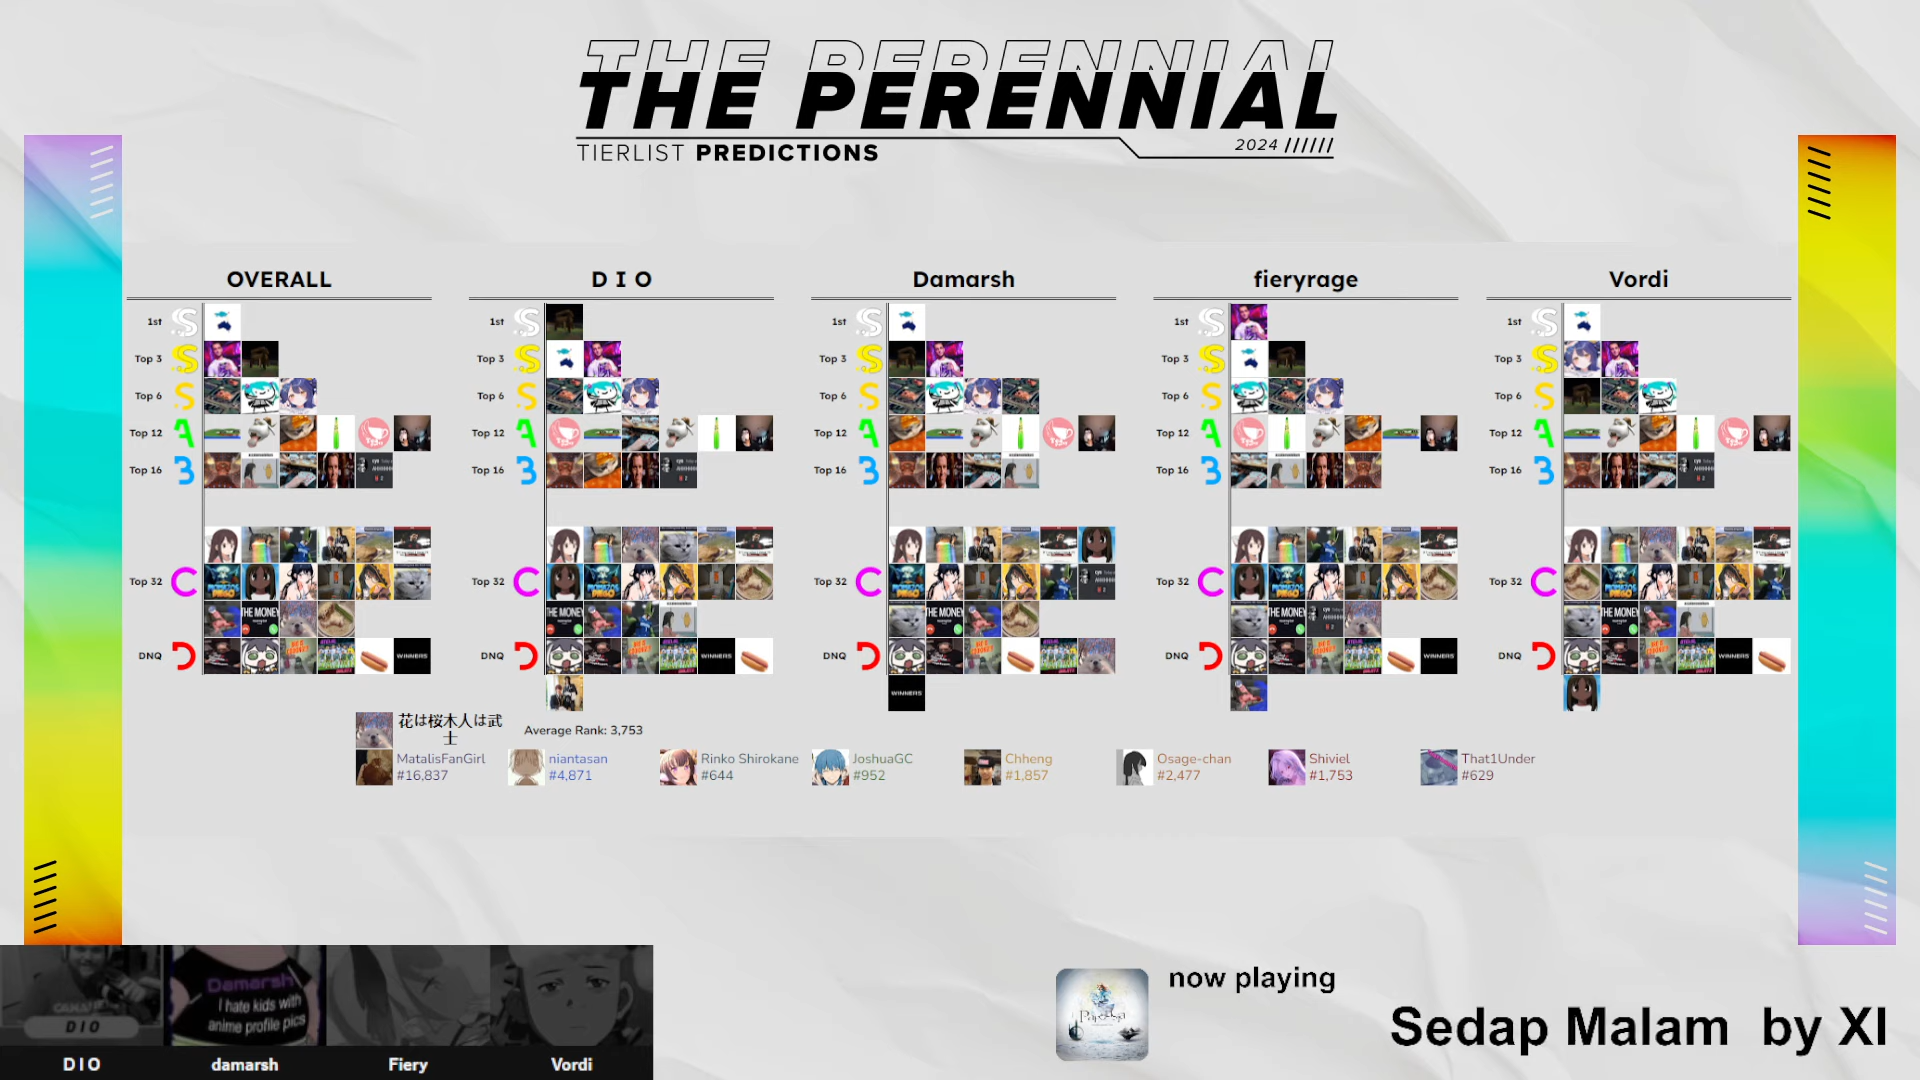 THE PERENNIAL
THE PERENNIAL
TIERLIST PREDICTIONS
2024
OVERALL
D I O
Damarsh
fieryrage
Vordi
1st
Top 3
Top 6
Top 12
Top 16
Top 32
DNQ
1st
Top 3
Top 6
Top 12
Top 16
Top 32
DNQ
1st
Top 3
Top 6
Top 12
Top 16
Top 32
DNQ
1st
Top 3
Top 6
Top 12
Top 16
Top 32
DNQ
1st
Top 3
Top 6
Top 12
Top 16
Top 32
DNQ
THE MONEY
THE MONEY
THE MONEY
THE MONEY
THE MONEY
WINNERS
WINNERS
WINNERS
WINNERS
WINNERS
花は桜木人は武
士
Average Rank: 3,753
MatalisFanGirl
#16,837
niantasan
#4,871
Rinko Shirokane
#644
JoshuaGC
#952
Chheng
#1,857
Osage-chan
#2,477
Shiviel
#1,753
That1Under
#629
DIO
Damarsh
I hate kids with
anime profile pics
DIO
damarsh
Fiery
Vordi
now playing
Sedap Malam by XI